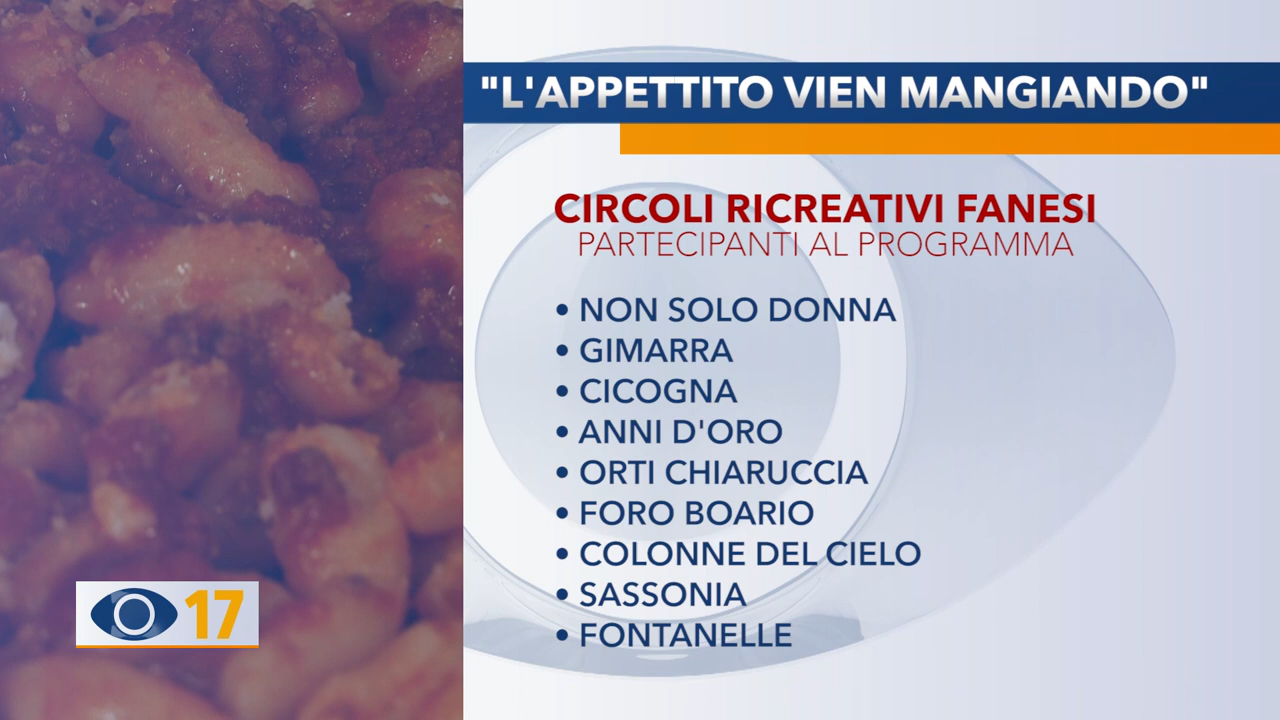 "L'APPETTITO VIEN MANGIANDO"
CIRCOLI RICREATIVI FANESI
PARTECIPANTI AL PROGRAMMA
• NON SOLO DONNA
• GIMARRA
• CICOGNA
• ANNI D'ORO
• ORTI CHIARUCCIA
• FORO BOARIO
• COLONNE DEL CIELO
• SASSONIA
• FONTANELLE
17